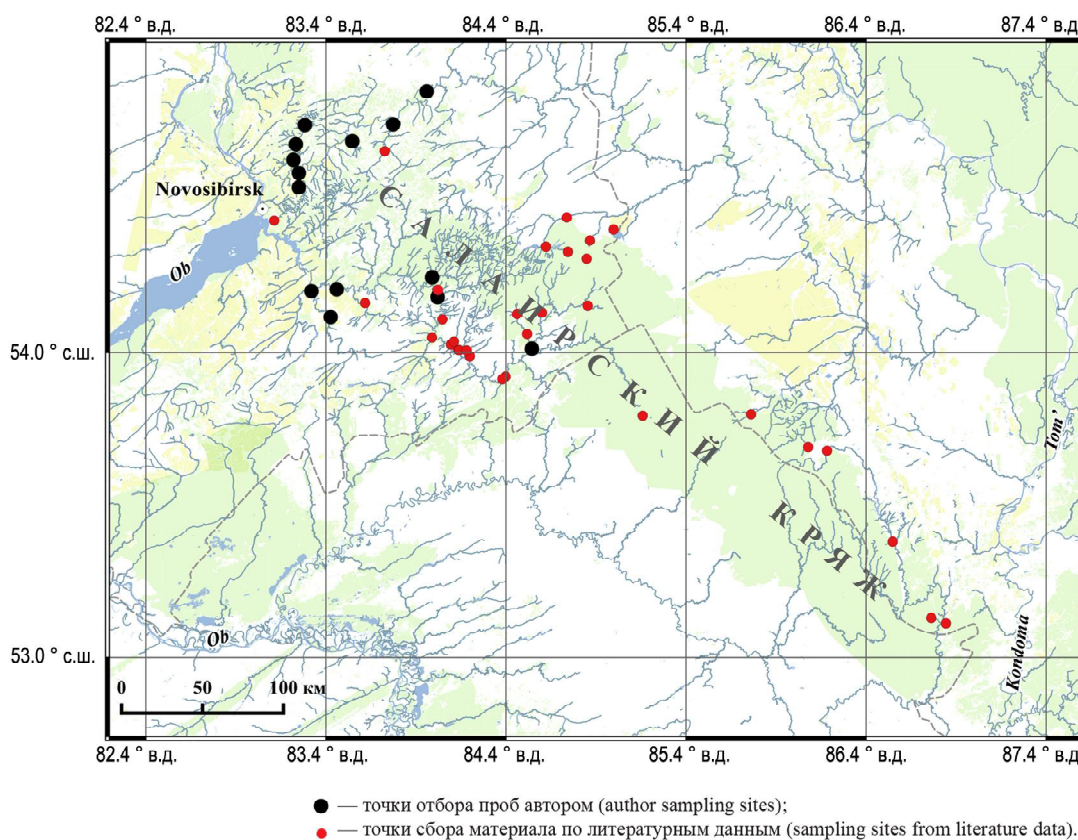 82.4 ° в.д. 83.4 ° в.д. 84.4 ° в.д. 85.4 ° в.д. 86.4 ° в.д. 87.4 ° в.д.
Novosibirsk
Ob
САЛАИРСКИЙ
КРЯЖ
54.0 ° с.ш.
Tom'
Ob
Kondoma
53.0 ° с.ш.
0 50 100 км
82.4 ° в.д. 83.4 ° в.д. 84.4 ° в.д. 85.4 ° в.д. 86.4 ° в.д. 87.4 ° в.д.
— точки отбора проб автором (author sampling sites);
— точки сбора материала по литературным данным (sampling sites from literature data).